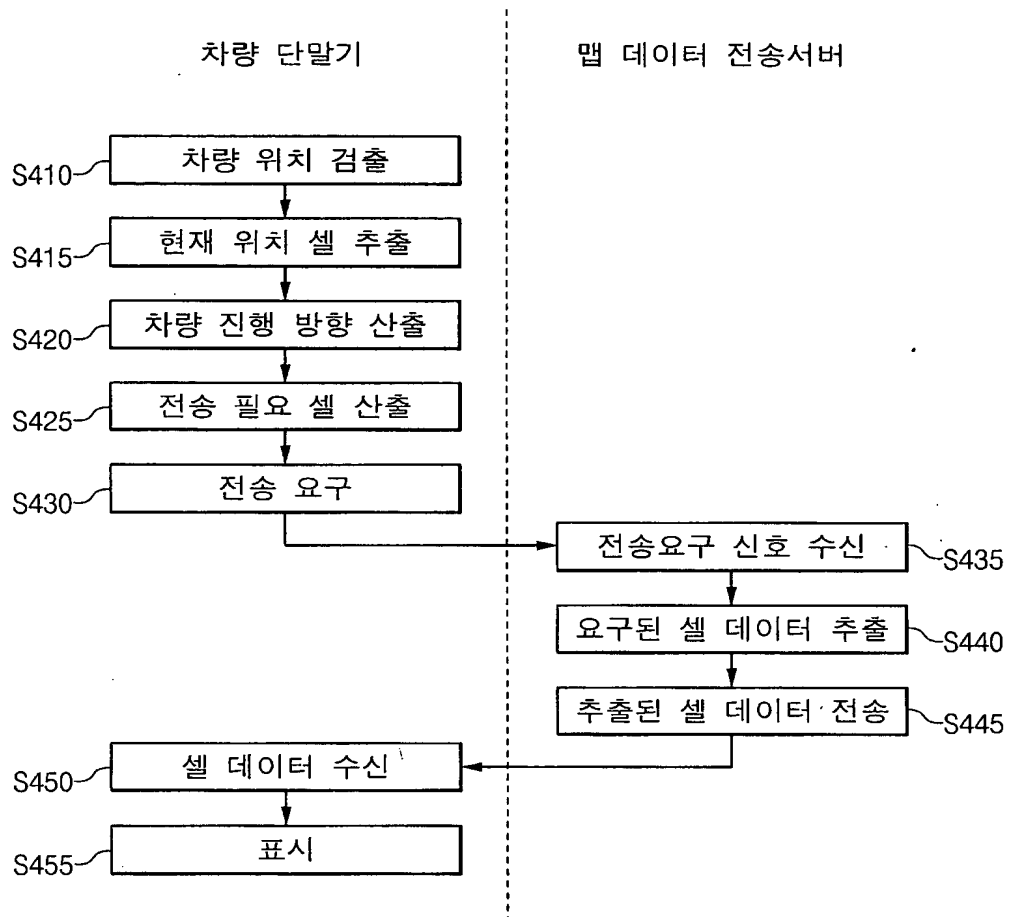 차량 단말기
맵 데이터 전송서버
S410
차량 위치 검출
S415
현재 위치 셀 추출
S420
차량 진행 방향 산출
S425
전송 필요 셀 산출
S430
전송 요구
전송요구 신호 수신
S435
요구된 셀 데이터 추출
S440
추출된 셀 데이터 전송
S445
S450
셀 데이터 수신
S455
표시